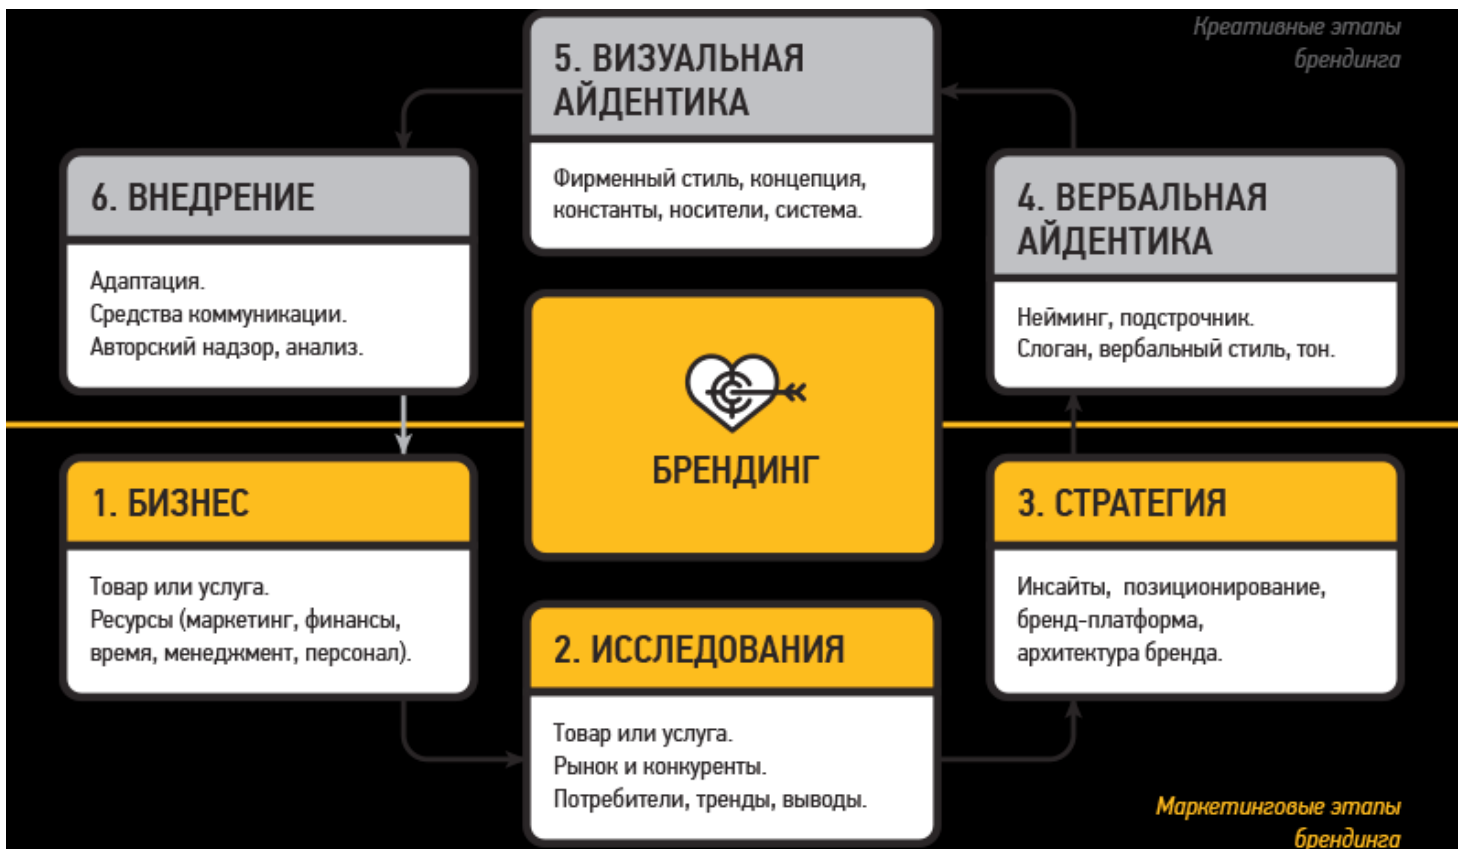 Креативные этапы
брендинга
5. ВИЗУАЛЬНАЯ
АЙДЕНТИКА
Фирменный стиль, концепция,
константы, носители, система.
6. ВНЕДРЕНИЕ
Адаптация.
Средства коммуникации.
Авторский надзор, анализ.
4. ВЕРБАЛЬНАЯ
АЙДЕНТИКА
Нейминг, подстрочник.
Слоган, вербальный стиль, тон.
БРЕНДИНГ
1. БИЗНЕС
Товар или услуга.
Ресурсы (маркетинг, финансы,
время, менеджмент, персонал).
2. ИССЛЕДОВАНИЯ
Товар или услуга.
Рынок и конкуренты.
Потребители, тренды, выводы.
3. СТРАТЕГИЯ
Инсайты, позиционирование,
бренд-платформа,
архитектура бренда.
Маркетинговые этапы
брендинга